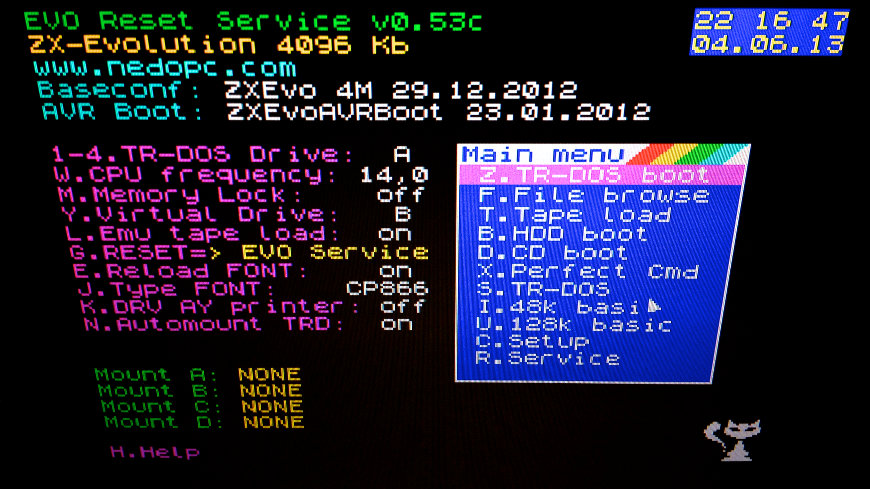 EVO Reset Service v0.53c
22 16 47
ZX-Evolution 4096 Kb
04.06.13
www.nedopc.com
Baseconf: ZXEvo 4M 29.12.2012
AVR Boot: ZXEvoAVRBoot 23.01.2012
1-4.TR-DOS Drive: A
W.CPU frequency: 14,0
M.Memory Lock: off
Y.Virtual Drive: B
L.Emu tape load: on
G.RESET=> EVO Service
E.Reload FONT: on
J.Type FONT: CP866
K.DRV AY printer: off
N.Automount TRD: on
Main menu
Z.TR-DOS boot
F.File browse
T.Tape load
B.HDD boot
D.CD boot
X.Perfect Cmd
S.TR-DOS
I.48k basi
U.128k basic
C.Setup
R.Service
Mount A: NONE
Mount B: NONE
Mount C: NONE
Mount D: NONE
H.Help